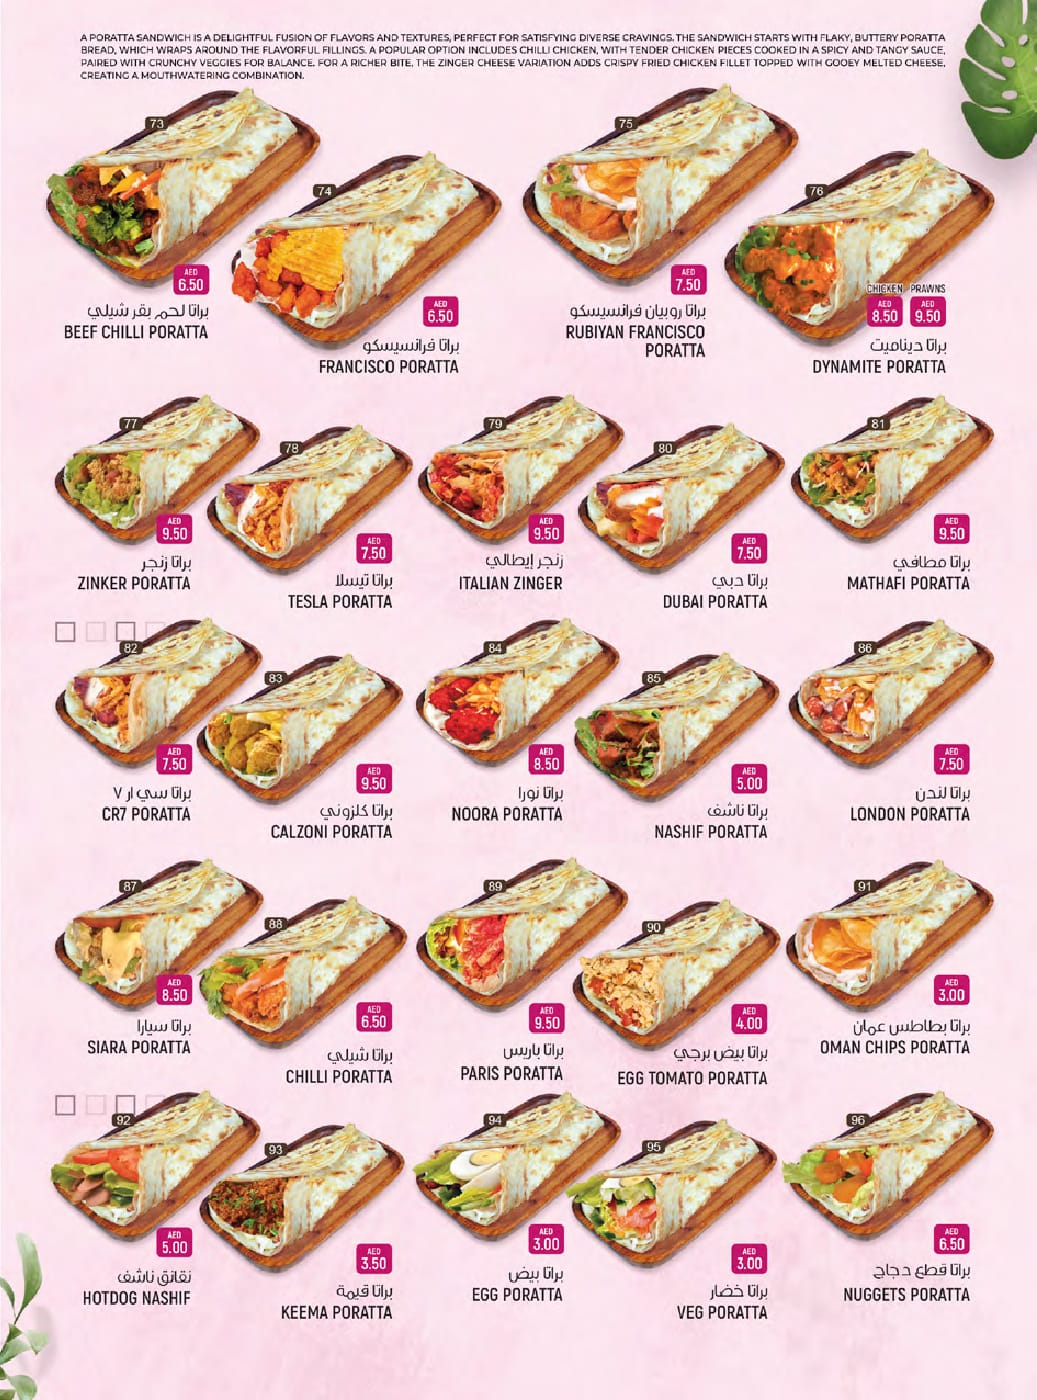 A PORATTA SANDWICH IS A DELIGHTFUL FUSION OF FLAVORS AND TEXTURES, PERFECT FOR SATISFYING DIVERSE CRAVINGS. THE SANDWICH STARTS WITH FLAKY, BUTTERY PORATTA
BREAD, WHICH WRAPS AROUND THE FLAVORFUL FILLINGS. A POPULAR OPTION INCLUDES CHILLI CHICKEN, WITH TENDER CHICKEN PIECES COOKED IN A SPICY AND TANGY SAUCE,
PAIRED WITH CRUNCHY VEGGIES FOR BALANCE. FOR A RICHER BITE, THE ZINGER CHEESE VARIATION ADDS CRISPY FRIED CHICKEN FILLET TOPPED WITH GOOEY MELTED CHEESE,
CREATING A MOUTHWATERING COMBINATION.
73
AED
6.50
براتا لحم بقر شيلي
BEEF CHILLI PORATTA
74
AED
6.50
براتا فرانسيسكو
FRANCISCO PORATTA
75
AED
7.50
براتا روبيان فرانسيسكو
RUBIYAN FRANCISCO
PORATTA
76
CHICKEN PRAWNS
AED AED
8.50 9.50
براتا ديناميت
DYNAMITE PORATTA
77
AED
9.50
براتا زنجر
ZINKER PORATTA
78
AED
7.50
براتا تيسلا
TESLA PORATTA
79
AED
9.50
زنجر إيطالي
ITALIAN ZINGER
80
AED
7.50
براتا دبي
DUBAI PORATTA
81
AED
9.50
براتا مطافي
MATHAFI PORATTA
82
AED
7.50
براتا سي ار ٧
CR7 PORATTA
83
AED
9.50
براتا كلزوني
CALZONI PORATTA
84
AED
8.50
براتا نورا
NOORA PORATTA
85
AED
5.00
براتا ناشف
NASHIF PORATTA
86
AED
7.50
براتا لندن
LONDON PORATTA
87
AED
8.50
براتا سيارا
SIARA PORATTA
88
AED
6.50
براتا شيلي
CHILLI PORATTA
89
AED
9.50
براتا باريس
PARIS PORATTA
90
AED
4.00
براتا بيض برجي
EGG TOMATO PORATTA
91
AED
3.00
براتا بطاطس عمان
OMAN CHIPS PORATTA
92
AED
5.00
نقانق ناشف
HOTDOG NASHIF
93
AED
3.50
براتا قيمة
KEEMA PORATTA
94
AED
3.00
براتا بيض
EGG PORATTA
95
AED
3.00
براتا خضار
VEG PORATTA
96
AED
6.50
براتا قطع دجاج
NUGGETS PORATTA